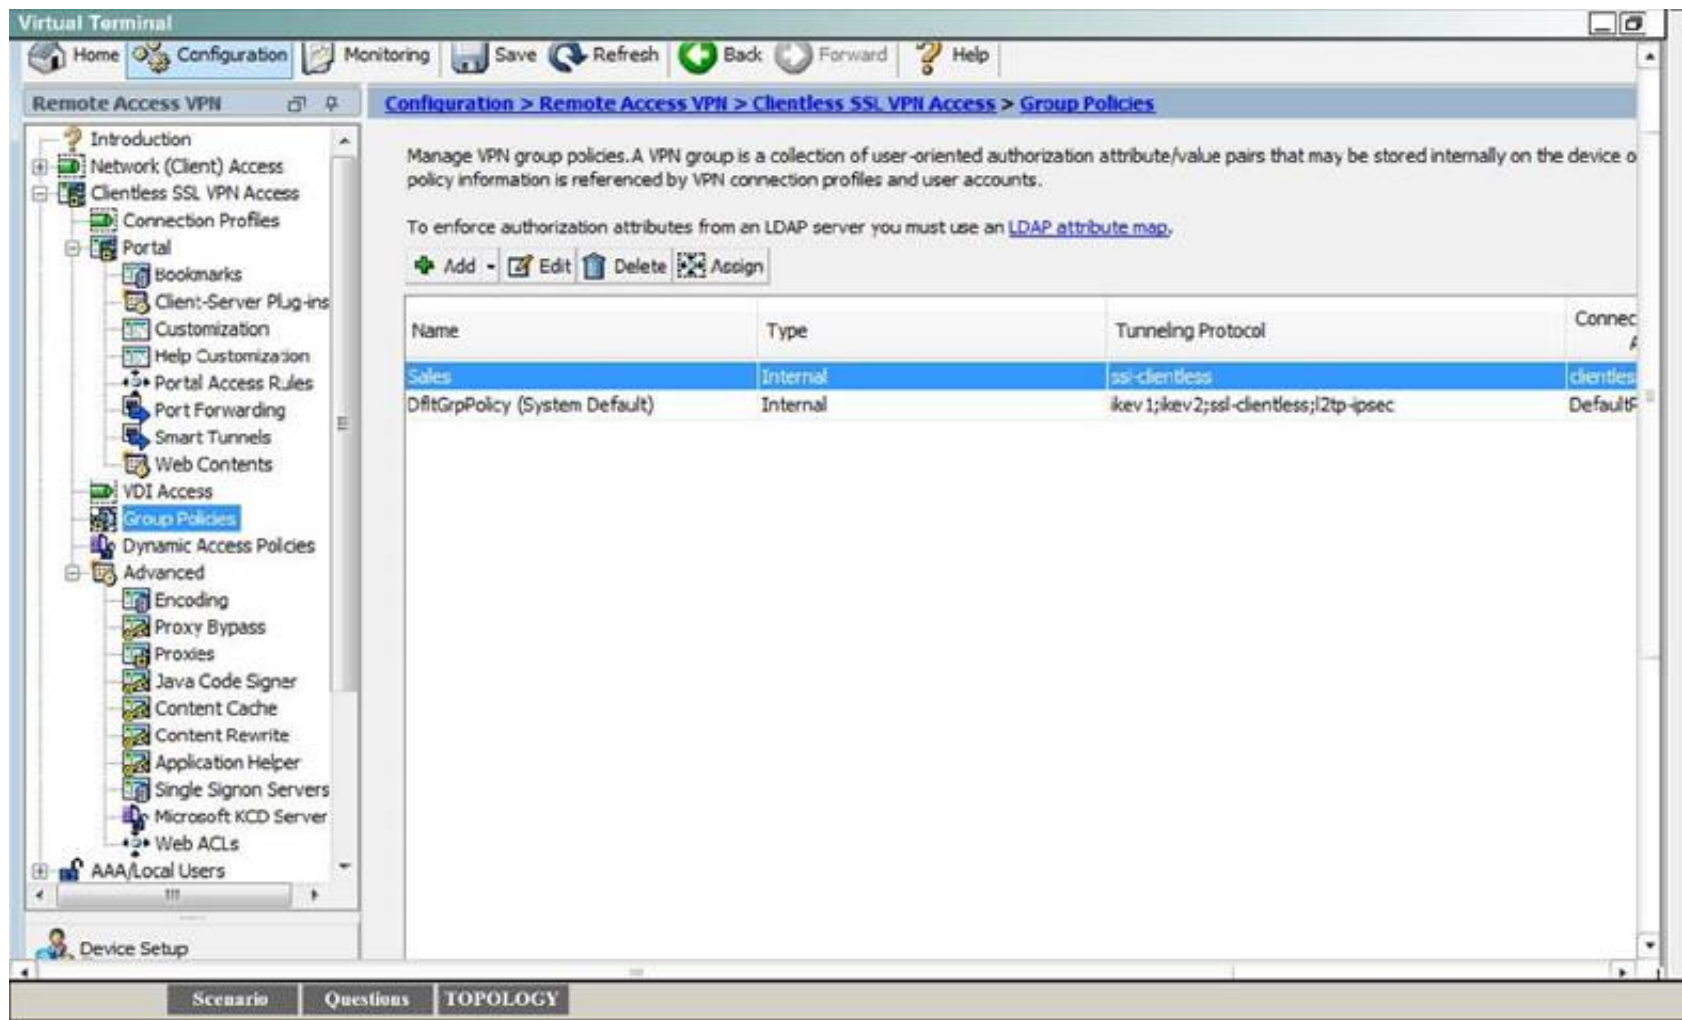 Virtual Terminal
Home Configuration Monitoring Save Refresh Back Forward Help
Remote Access VPN
Configuration > Remote Access VPN > Clientless SSL VPN Access > Group Policies
Introduction
Network (Client) Access
Clientless SSL VPN Access
Connection Profiles
Portal
Bookmarks
Client-Server Plug-ins
Customization
Help Customization
Portal Access Rules
Port Forwarding
Smart Tunnels
Web Contents
VDI Access
Group Policies
Dynamic Access Policies
Advanced
Encoding
Proxy Bypass
Proxies
Java Code Signer
Content Cache
Content Rewrite
Application Helper
Single Signon Servers
Microsoft KCD Server
Web ACLs
AAA/Local Users
Device Setup
Manage VPN group policies. A VPN group is a collection of user-oriented authorization attribute/value pairs that may be stored internally on the device o
policy information is referenced by VPN connection profiles and user accounts.
To enforce authorization attributes from an LDAP server you must use an LDAP attribute map.
Add Edit Delete Assign
Name Type Tunneling Protocol Connec
A
Sales Internal ssl-clientless clientles
DfltGrpPolicy (System Default) Internal ikev1;ikev2;ssl-clientless;l2tp-ipsec DefaultR
Scenario Questions TOPOLOGY